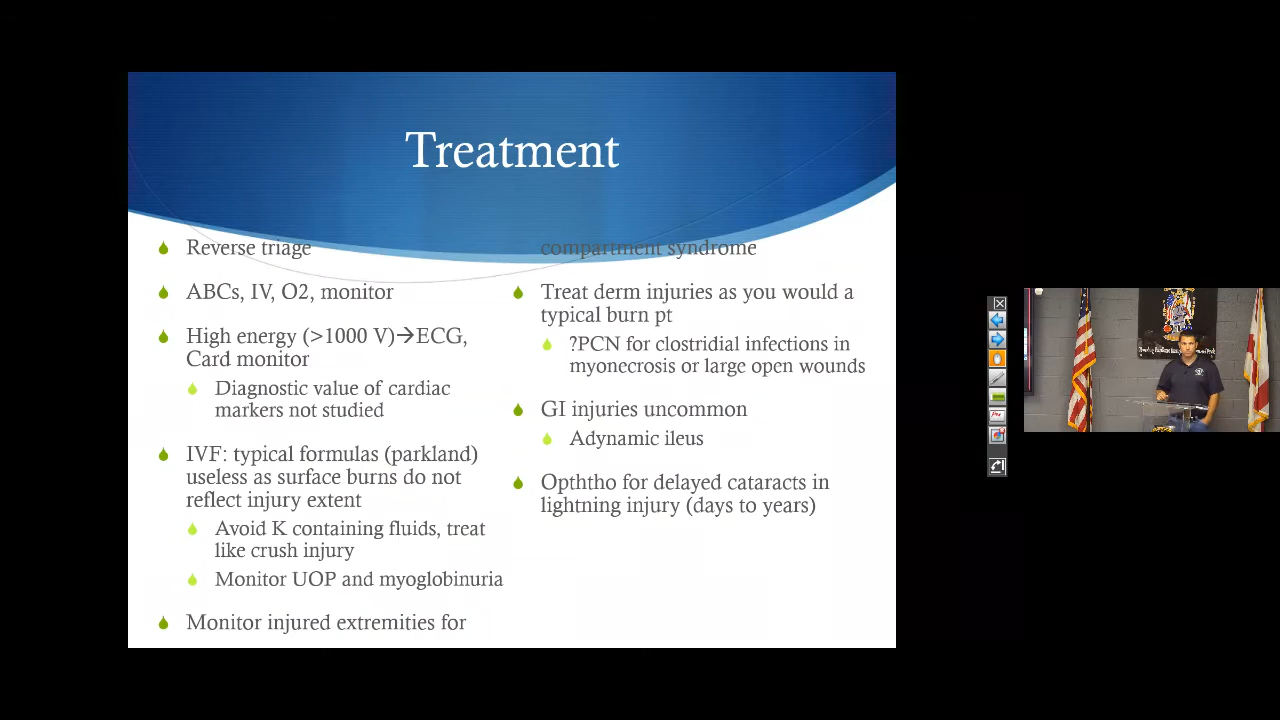 Treatment
Reverse triage
ABCs, IV, O2, monitor
High energy (>1000 V)→ECG,
Card monitor
Diagnostic value of cardiac
markers not studied
IVF: typical formulas (parkland)
useless as surface burns do not
reflect injury extent
Avoid K containing fluids, treat
like crush injury
Monitor UOP and myoglobinuria
Monitor injured extremities for
compartment syndrome
Treat derm injuries as you would a
typical burn pt
?PCN for clostridial infections in
myonecrosis or large open wounds
GI injuries uncommon
Adynamic ileus
Opththo for delayed cataracts in
lightning injury (days to years)